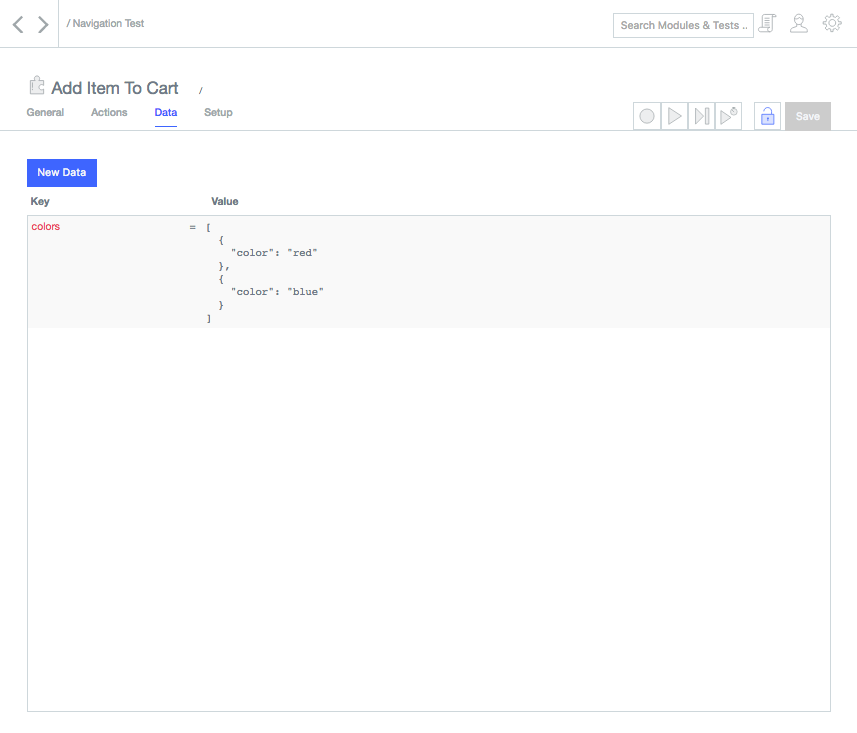 / Navigation Test
Search Modules & Tests ..
Add Item To Cart /
General Actions Data Setup
Save
New Data
Key Value
colors = [
{
"color": "red"
},
{
"color": "blue"
}
]